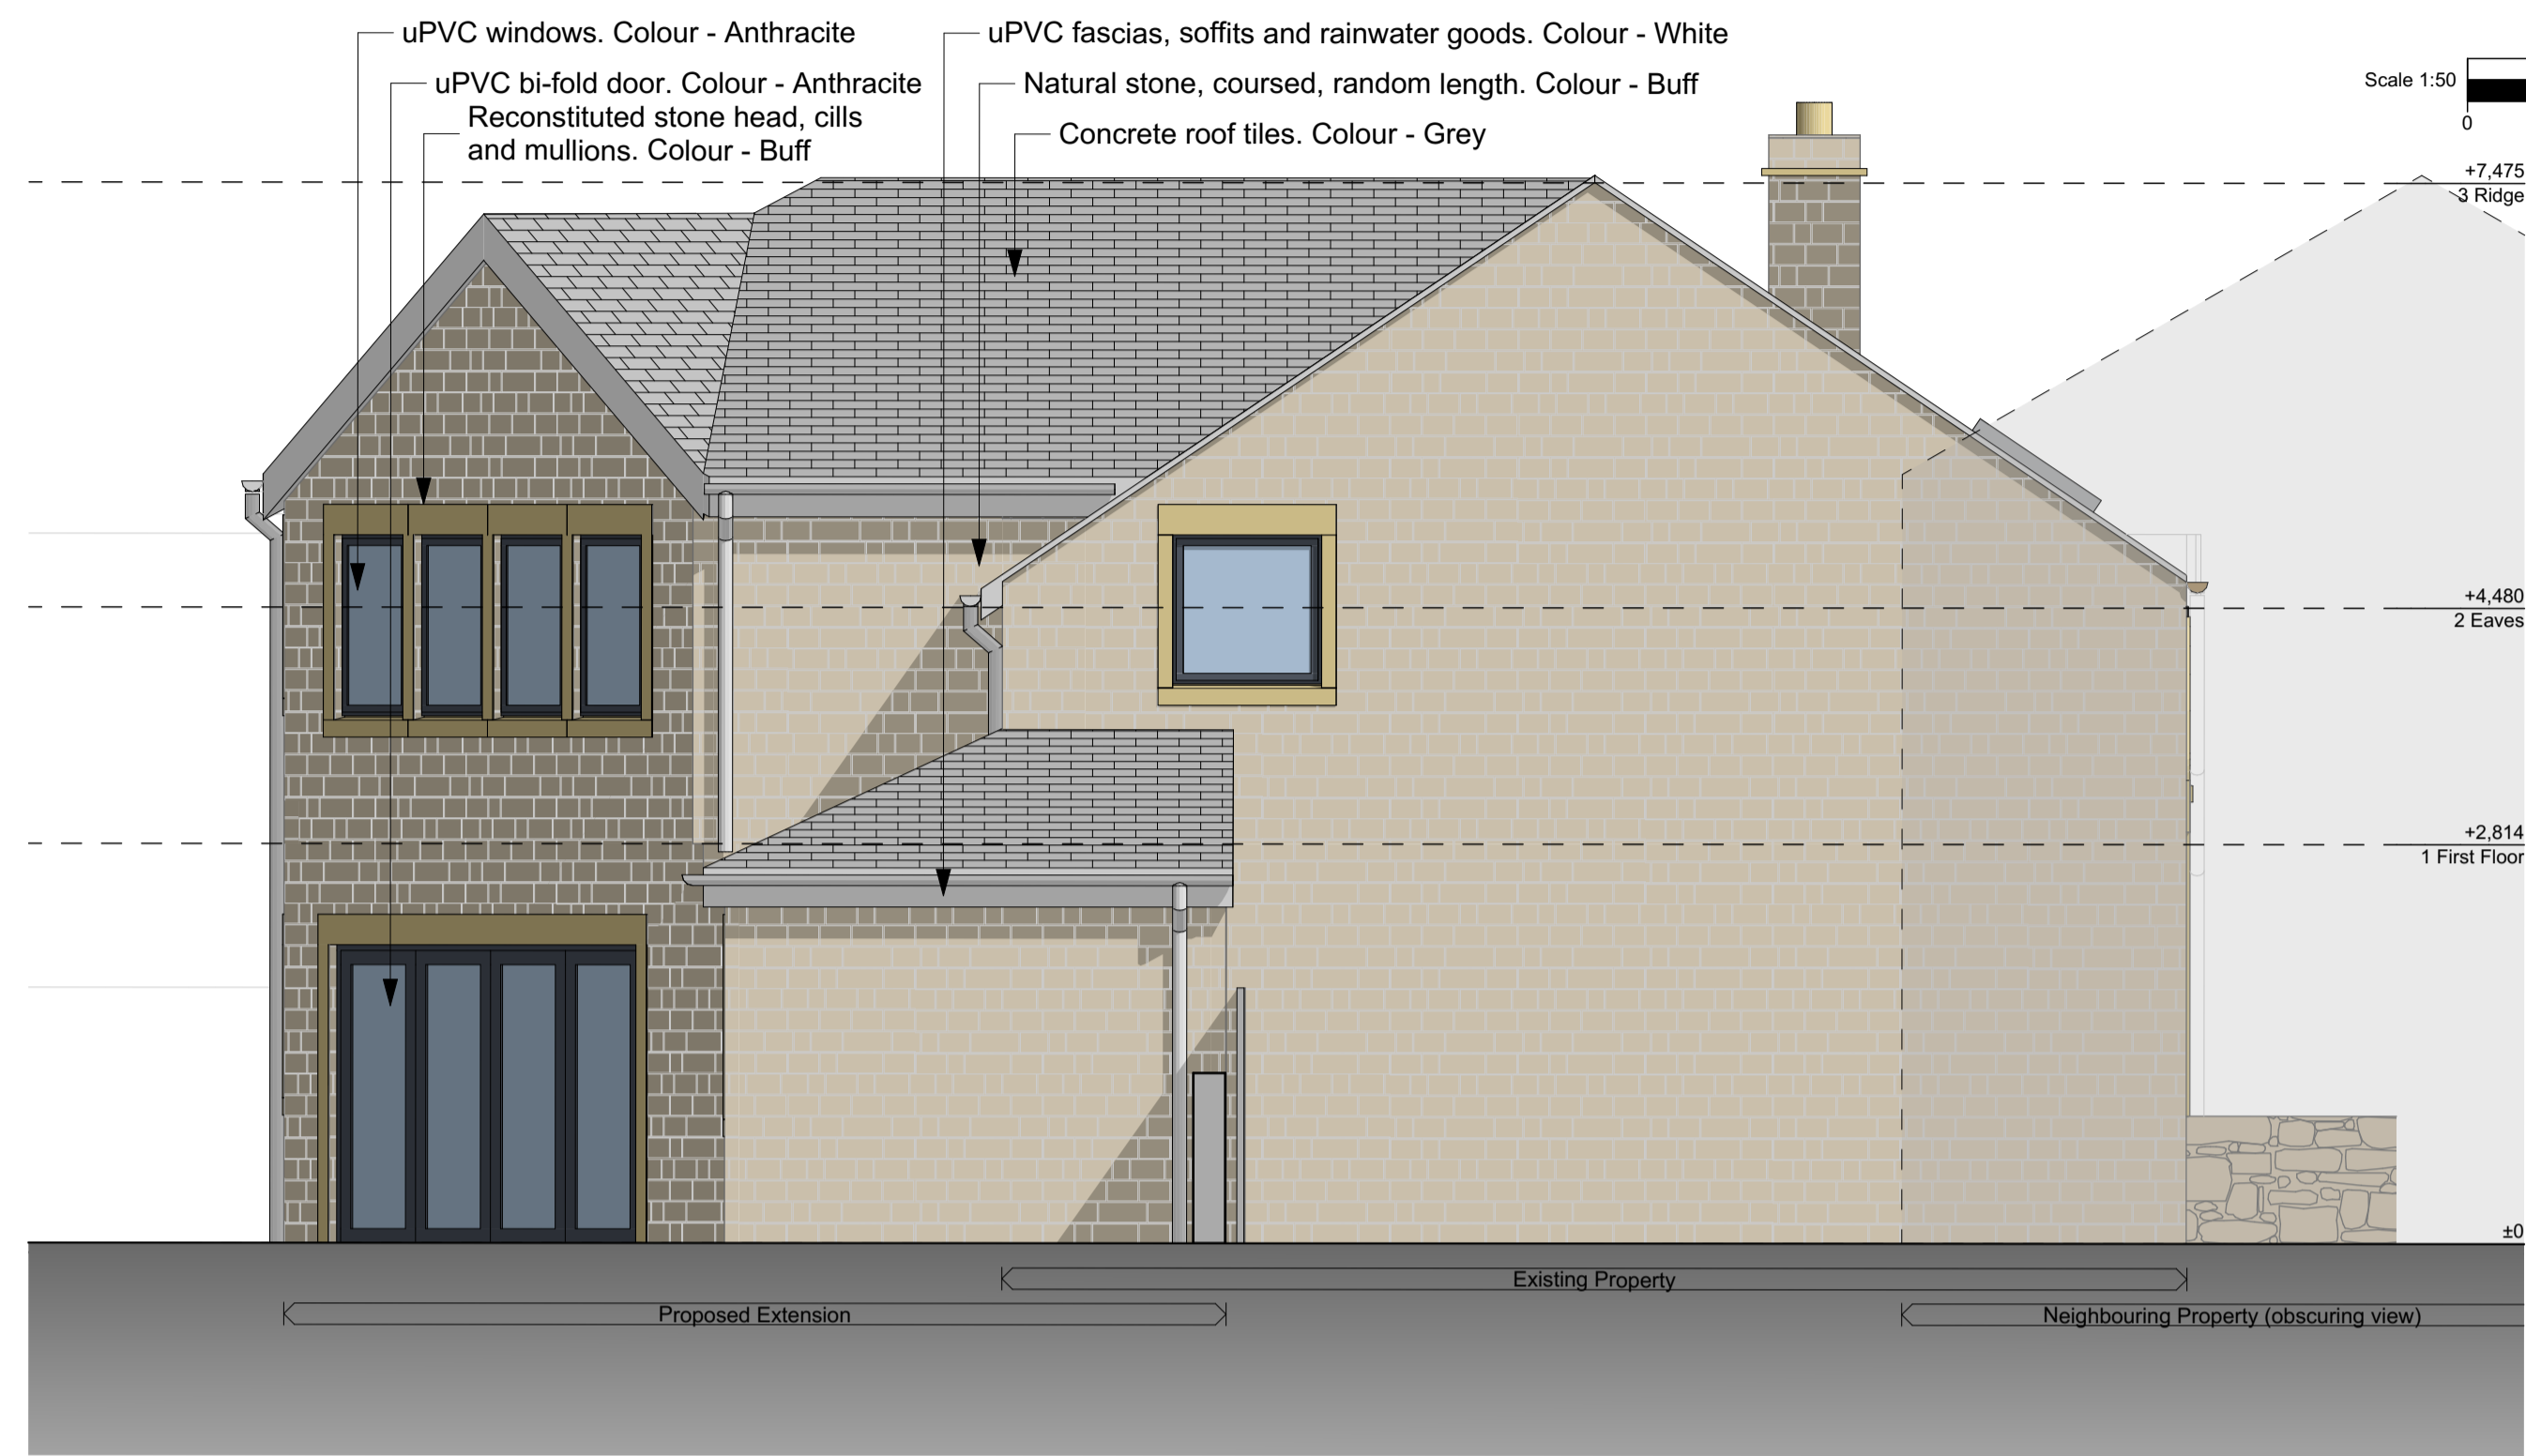 uPVC windows. Colour - Anthracite
uPVC bi-fold door. Colour - Anthracite
Reconstituted stone head, cills
and mullions. Colour - Buff
uPVC fascias, soffits and rainwater goods. Colour - White
Natural stone, coursed, random length. Colour - Buff
Concrete roof tiles. Colour - Grey
Scale 1:50
0
+7,475
3 Ridge
+4,480
2 Eaves
+2,814
1 First Floor
±0
Existing Property
Proposed Extension
Neighbouring Property (obscuring view)